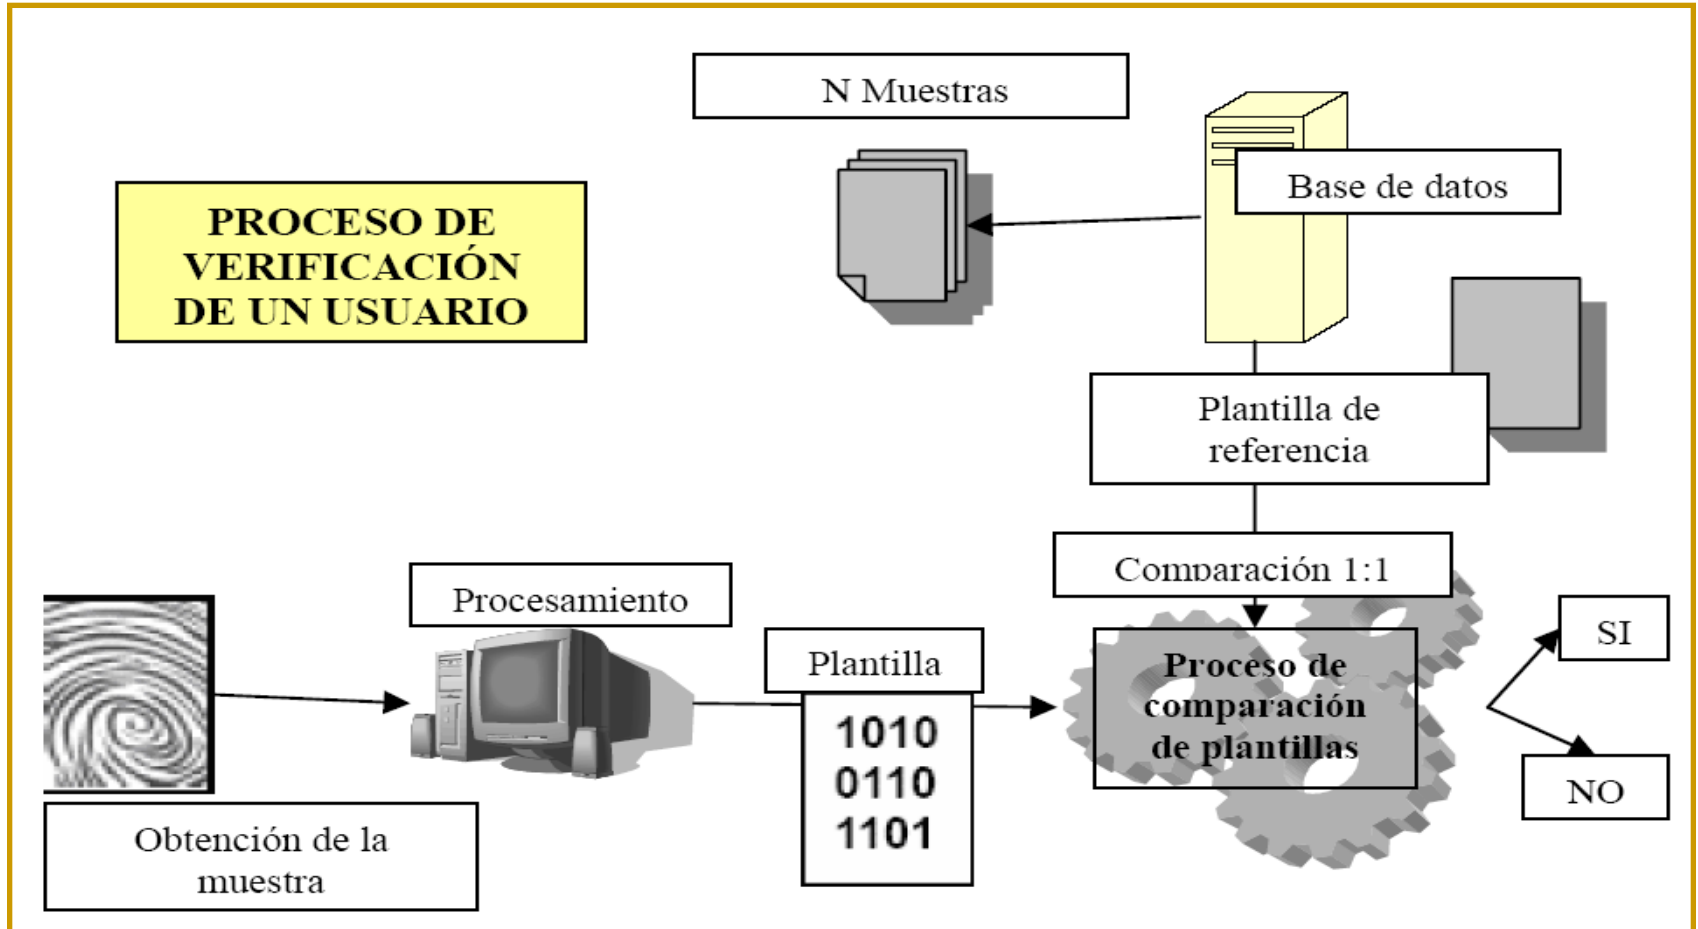 N Muestras
Base de datos
PROCESO DE
VERIFICACIÓN
DE UN USUARIO
Plantilla de
referencia
Comparación 1:1
Procesamiento
Plantilla
1010
0110
1101
Proceso de
comparación
de plantillas
SI
NO
Obtención de la
muestra